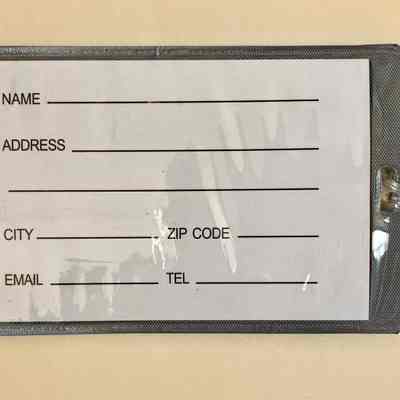 NAME
ADDRESS
CITY ZIP CODE
EMAIL TEL